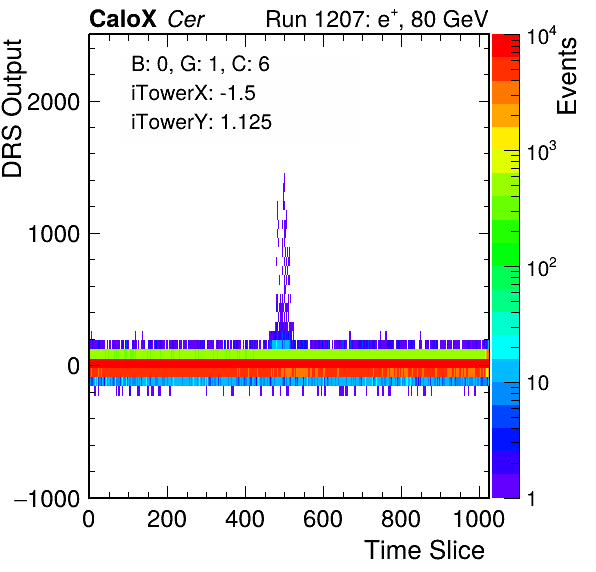 CaloX Cer Run 1207: e⁺, 80 GeV
B: 0, G: 1, C: 6
iTowerX: -1.5
iTowerY: 1.125
DRS Output
2000
1000
0
−1000
0 200 400 600 800 1000
Time Slice
Events
10⁴
10³
10²
10
1